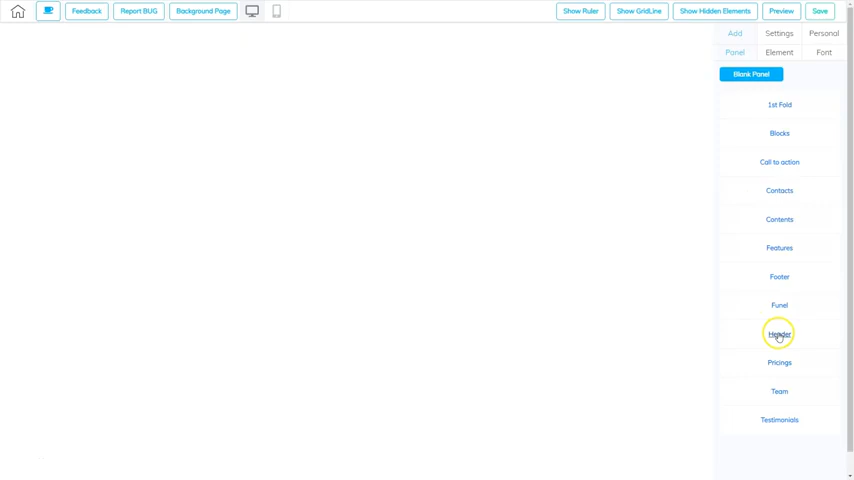 Feedback
Report BUG
Background Page
Show Ruler
Show GridLine
Show Hidden Elements
Preview
Save
Add
Settings
Personal
Panel
Element
Font
Blank Panel
1st Fold
Blocks
Call to action
Contacts
Contents
Features
Footer
Funel
Header
Pricings
Team
Testimonials